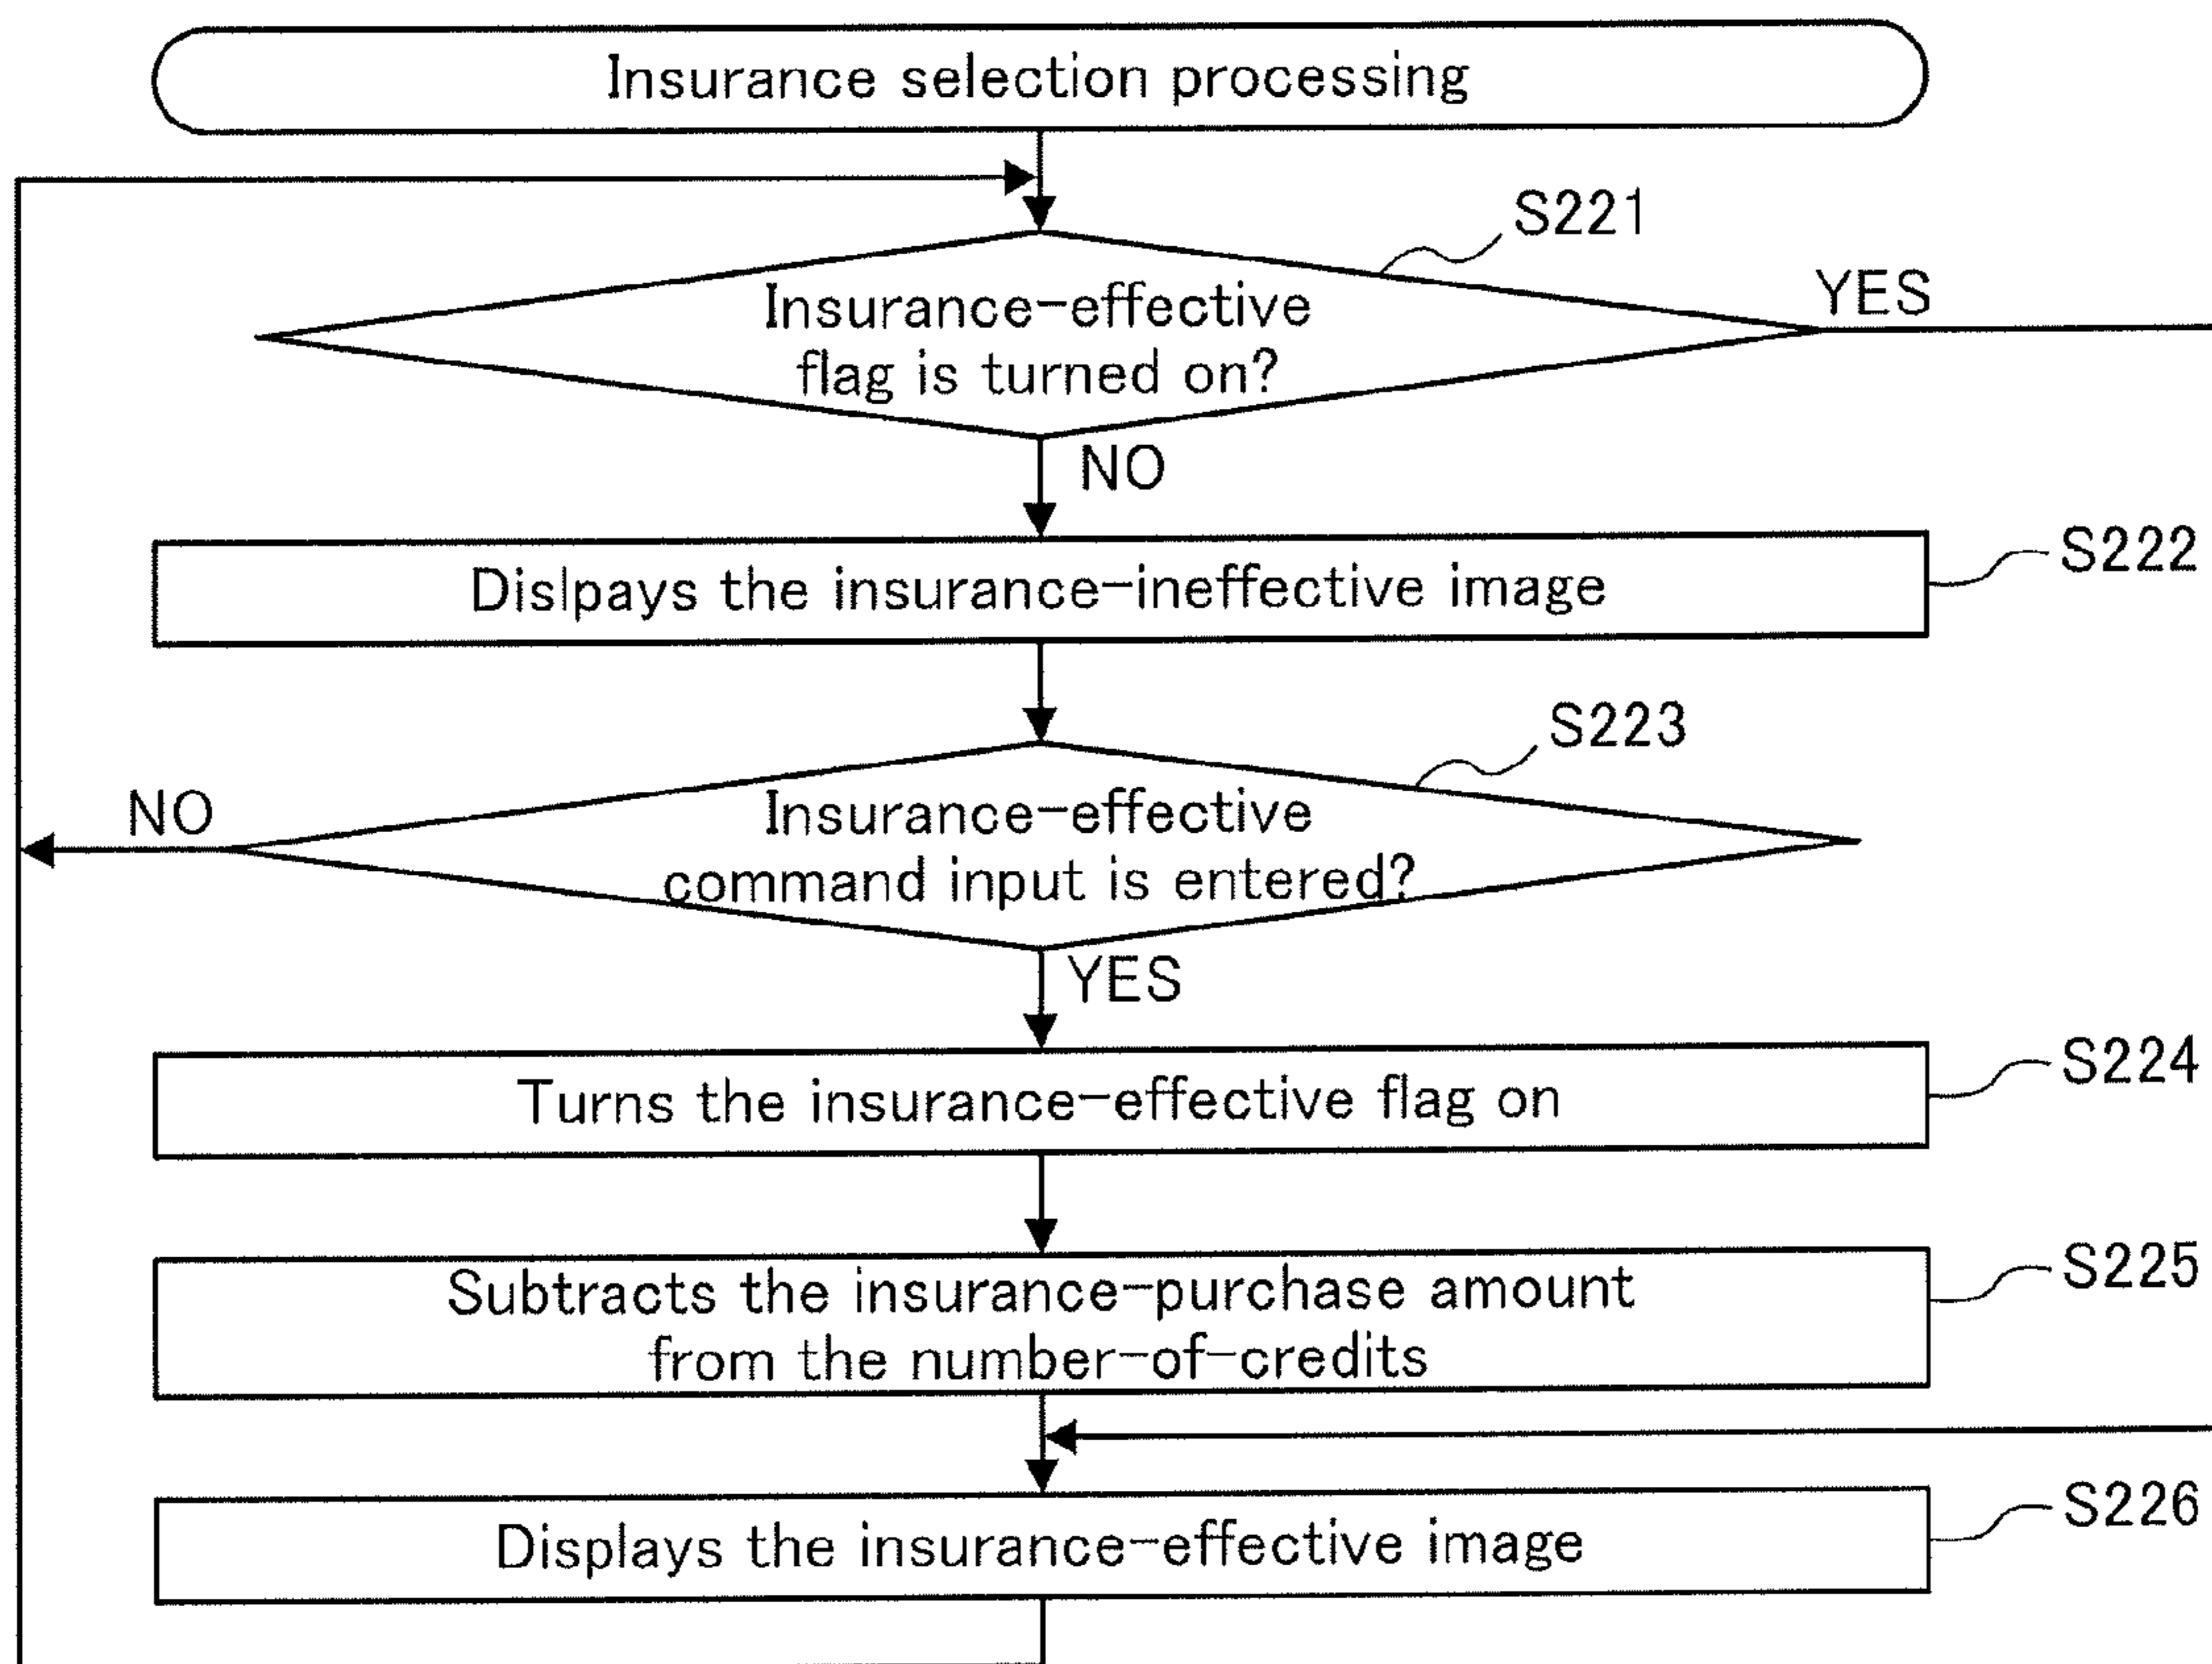 Insurance selection processing
S221
YES
Insurance-effective
flag is turned on?
NO
S222
Dislpays the insurance-ineffective image
S223
NO
Insurance-effective
command input is entered?
YES
S224
Turns the insurance-effective flag on
S225
Subtracts the insurance-purchase amount
from the number-of-credits
S226
Displays the insurance-effective image